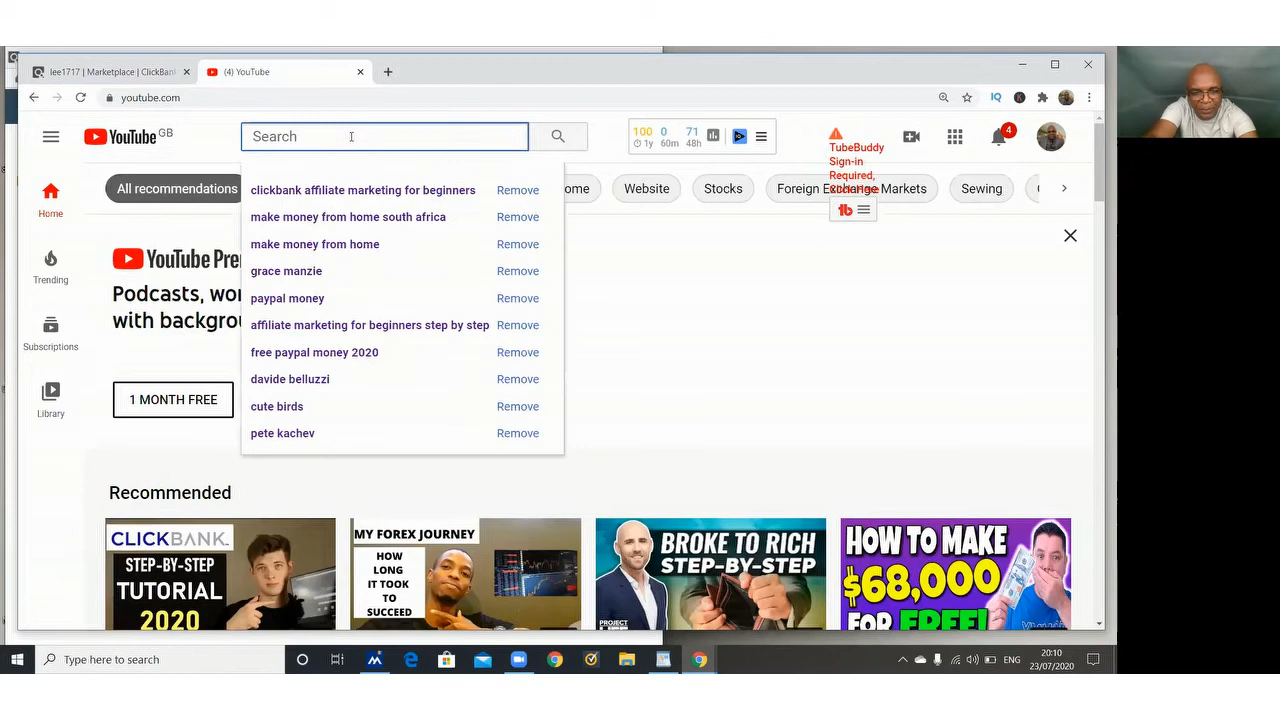 lee1717 | Marketplace | ClickBan
(4) YouTube
youtube.com
YouTube GB
Search
100 0 71
1y 60m 48h
TubeBuddy
Sign-in
Required,
4
All recommendations
ome
Website
Stocks
Foreign Exchange Markets
Sewing
clickbank affiliate marketing for beginners Remove
make money from home south africa Remove
make money from home Remove
grace manzie Remove
paypal money Remove
affiliate marketing for beginners step by step Remove
free paypal money 2020 Remove
davide belluzzi Remove
cute birds Remove
pete kachev Remove
Home
Trending
Subscriptions
Library
YouTube Pre
Podcasts, wo
with backgrou
1 MONTH FREE
Recommended
CLICKBANK
STEP-BY-STEP
TUTORIAL
2020
MY FOREX JOURNEY
HOW
LONG
IT TOOK
TO
SUCCEED
BROKE TO RICH
STEP-BY-STEP
PROJECT
HOW TO MAKE
$68,000
FOR FREE!
Type here to search
ENG
20:10
23/07/2020